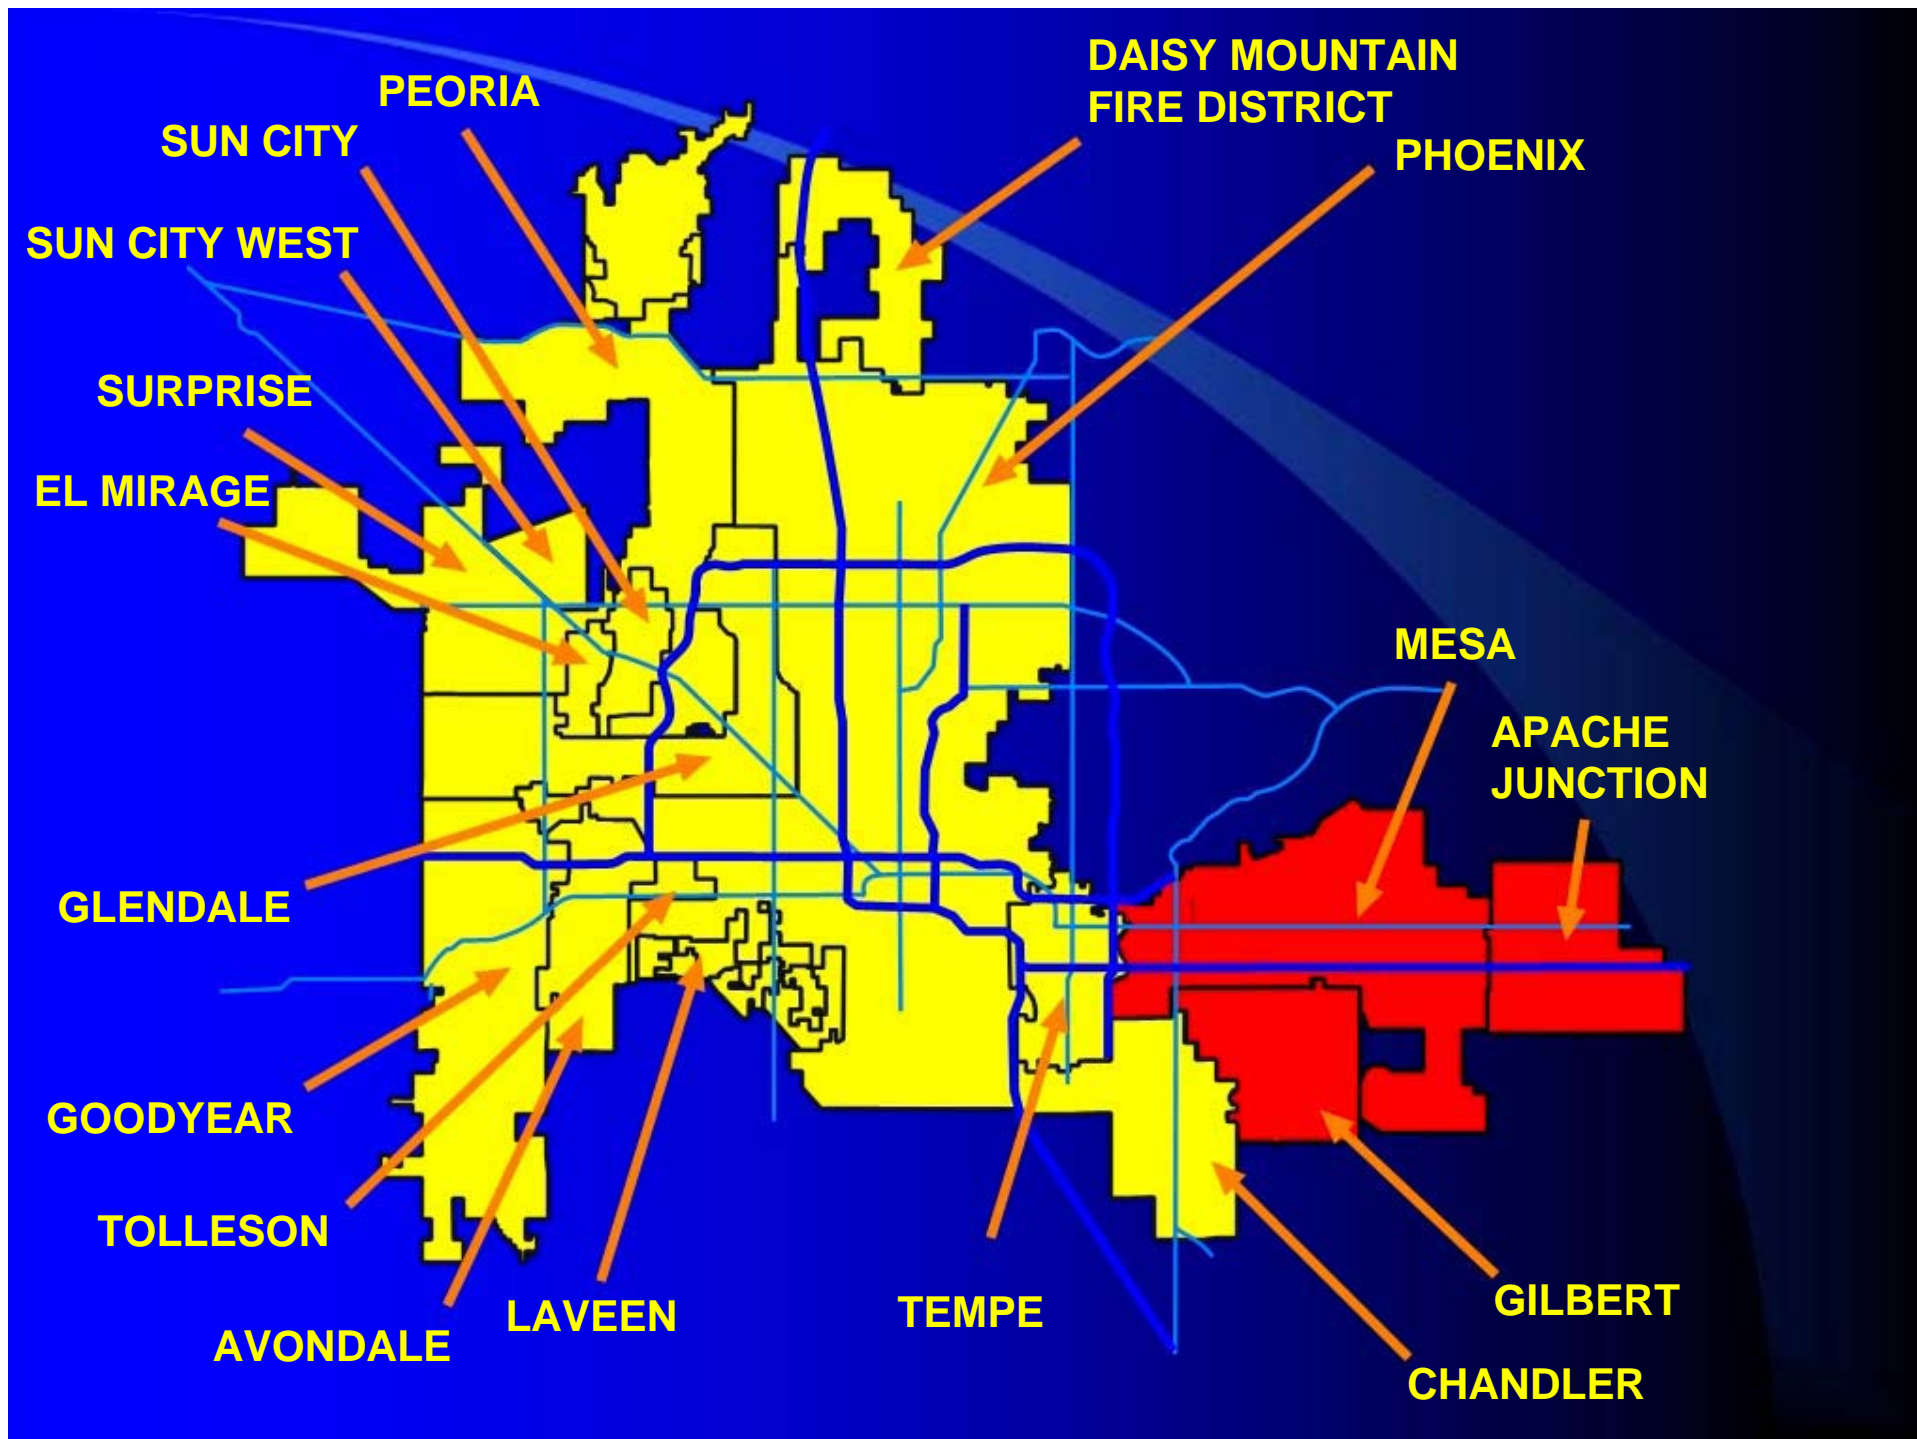 DAISY MOUNTAIN
FIRE DISTRICT
PEORIA
SUN CITY
PHOENIX
SUN CITY WEST
SURPRISE
EL MIRAGE
MESA
APACHE
JUNCTION
GLENDALE
GOODYEAR
TOLLESON
AVONDALE
LAVEEN
TEMPE
GILBERT
CHANDLER